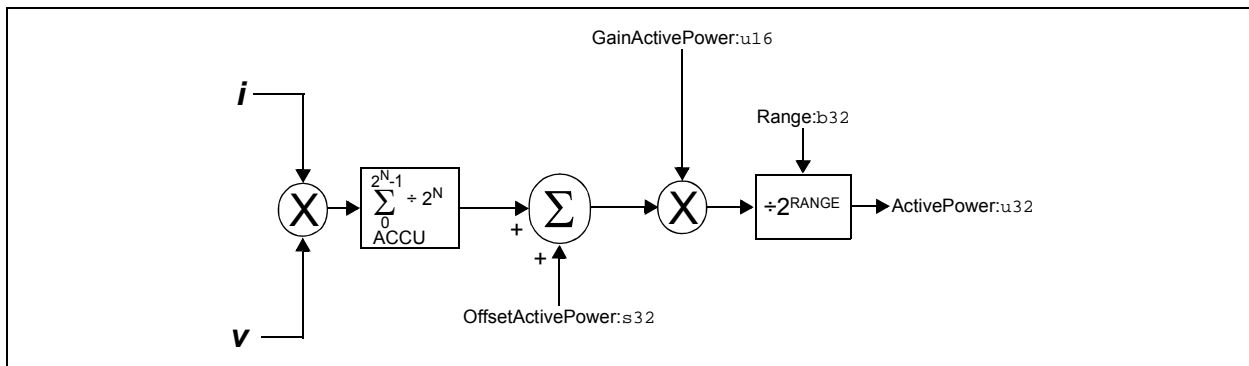 GainActivePower:u16
i
Range:b32
X
2^N-1
∑ ÷ 2^N
0
ACCU
+
Σ
+
X
÷2^RANGE
ActivePower:u32
OffsetActivePower:s32
v